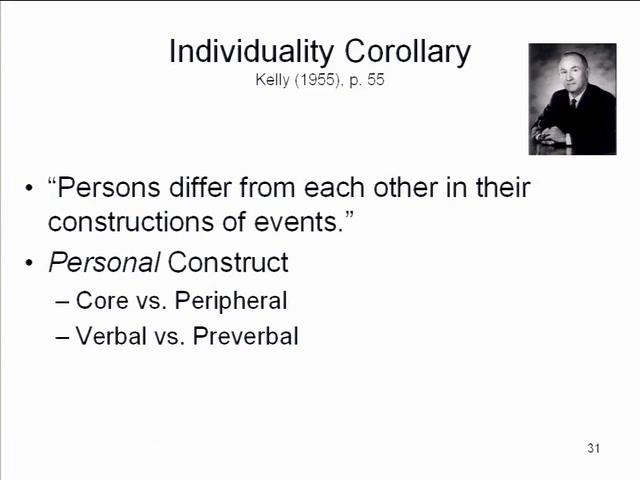 Individuality Corollary
Kelly (1955), p. 55
• “Persons differ from each other in their
constructions of events.”
• Personal Construct
– Core vs. Peripheral
– Verbal vs. Preverbal
31